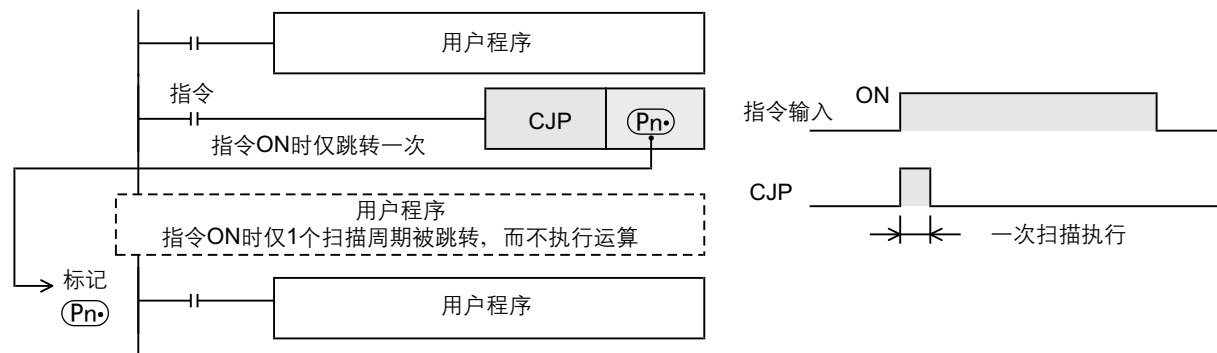 用户程序
指令
CJP
Pn•
指令ON时仅跳转一次
用户程序
指令ON时仅1个扫描周期被跳转，而不执行运算
标记
Pn•
用户程序
指令输入
ON
CJP
一次扫描执行